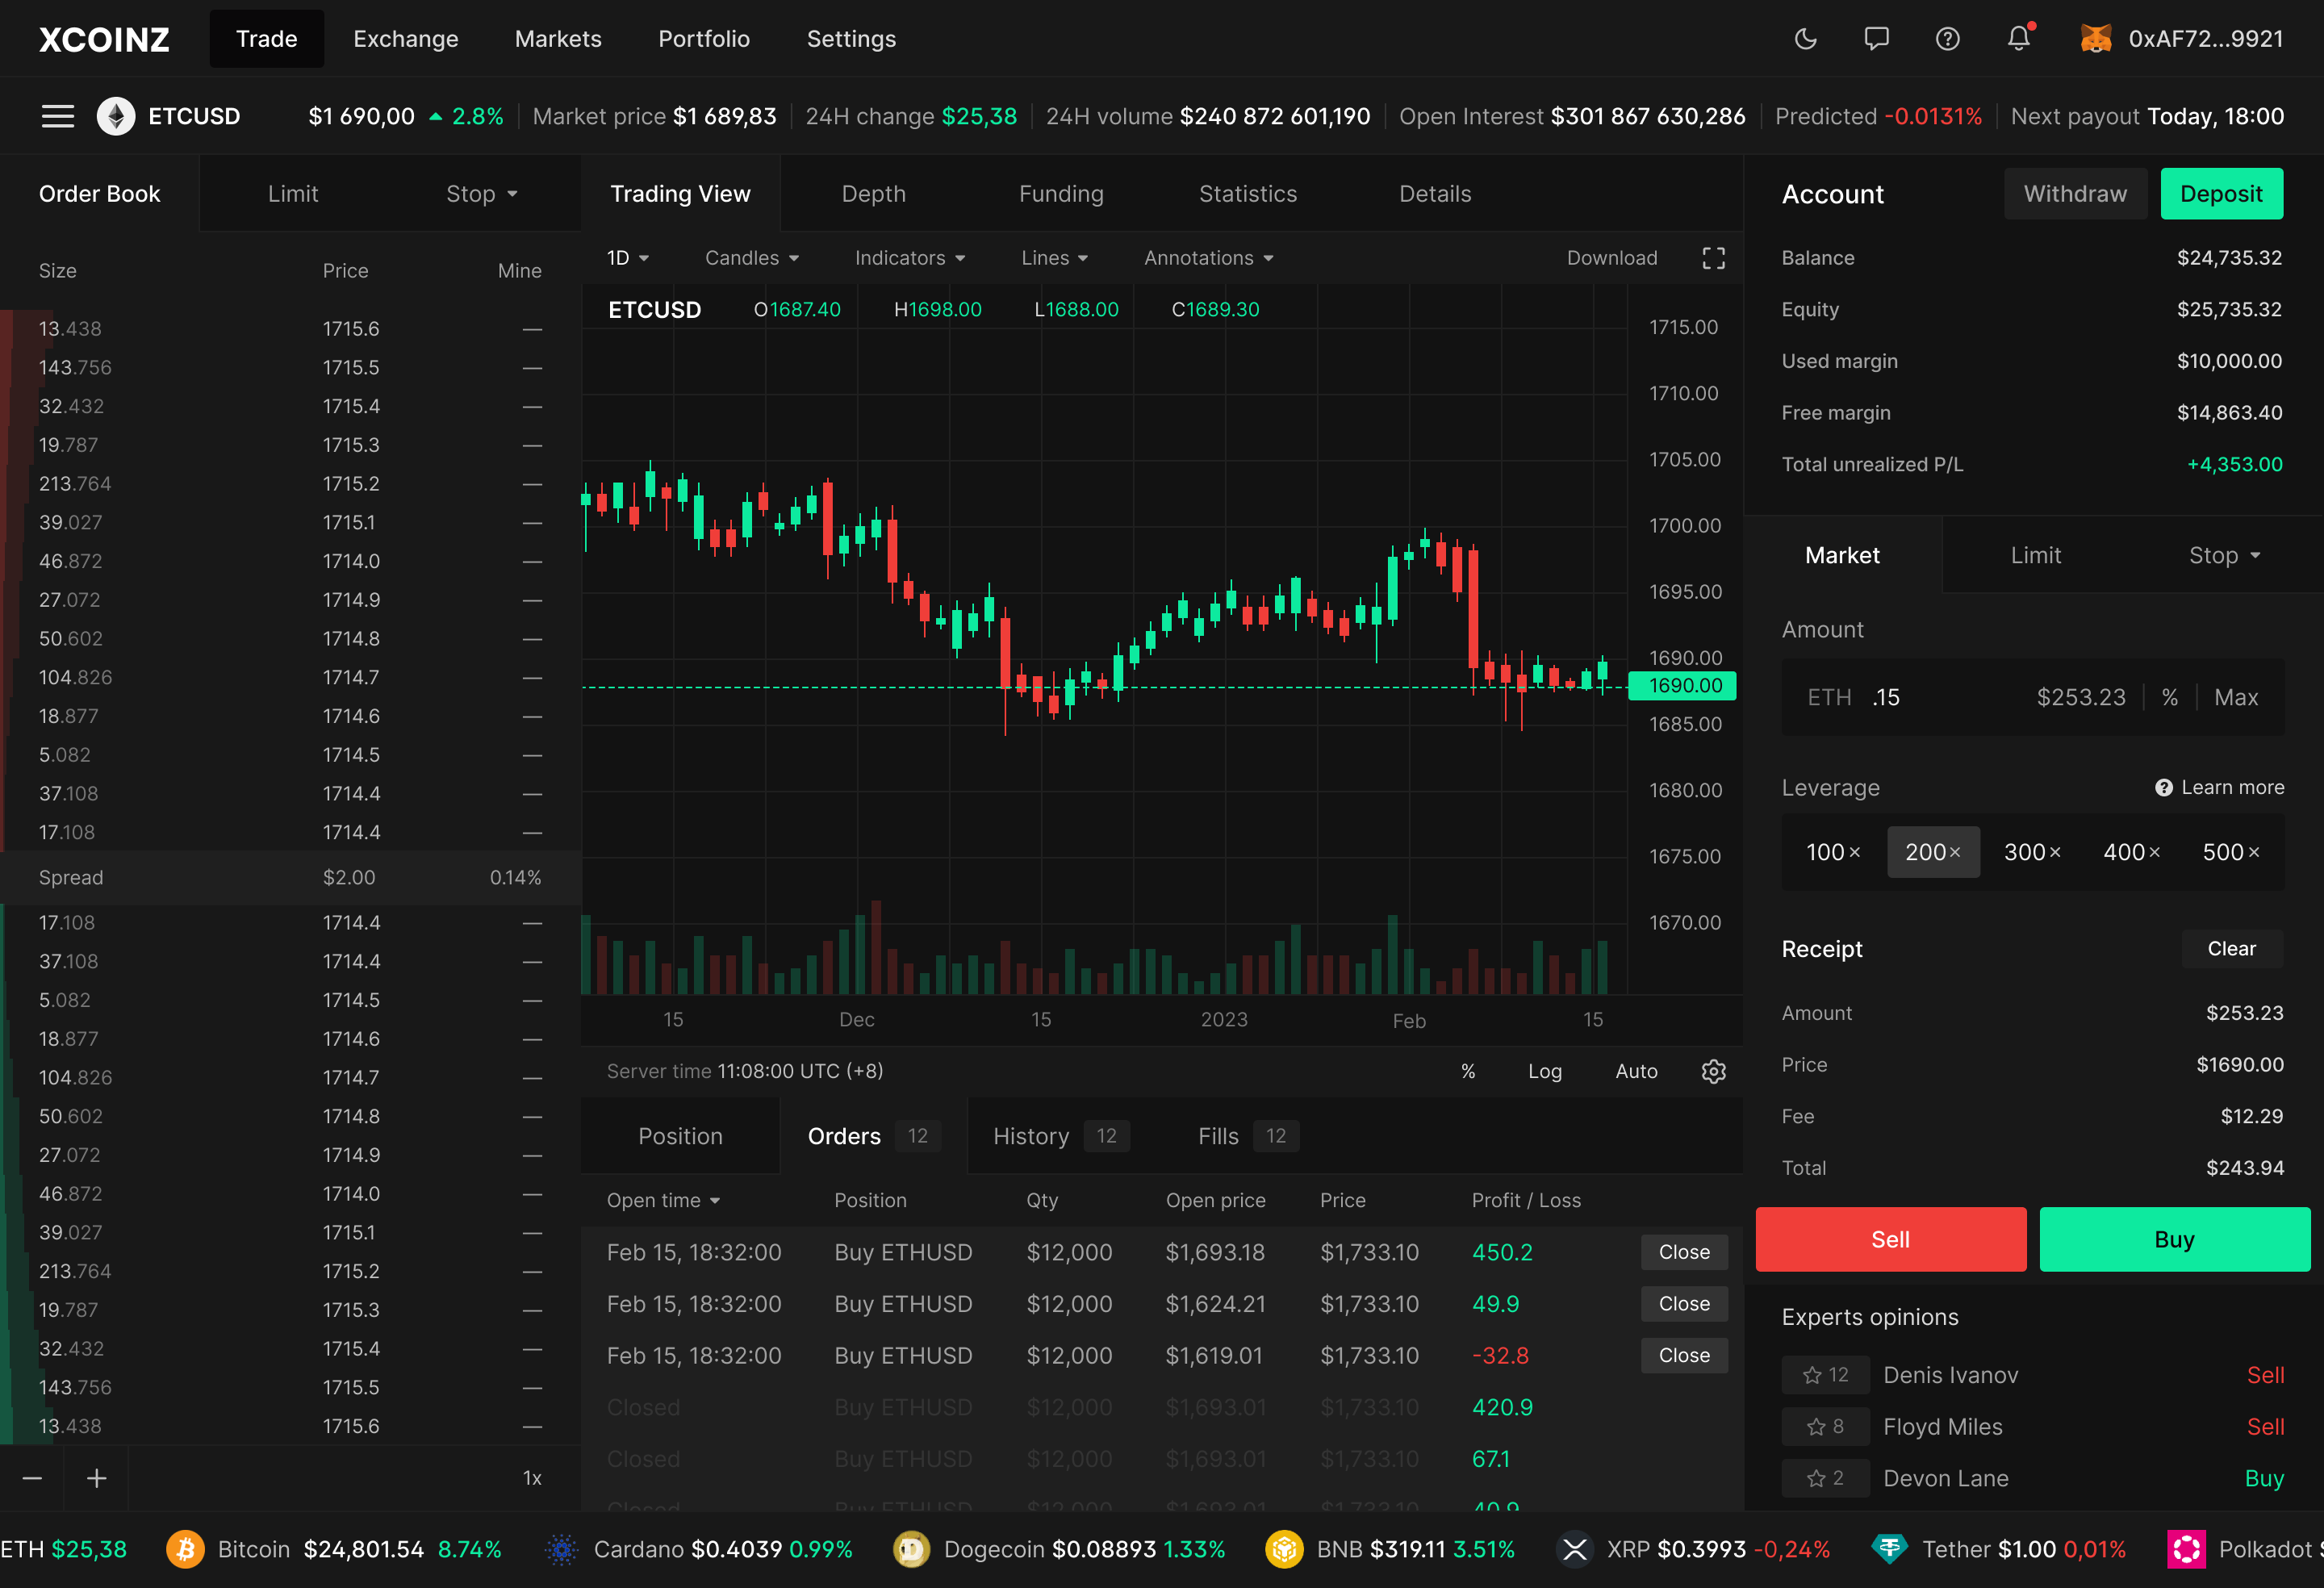 XCOINZ Trade Exchange Markets Portfolio Settings 0xAF72...9921
ETCUSD $1 690,00 2.8% Market price $1 689,83 24H change $25,38 24H volume $240 872 601,190 Open Interest $301 867 630,286 Predicted -0.0131% Next payout Today, 18:00
Order Book Limit Stop
Size Price Mine
13.438 1715.6 —
143.756 1715.5 —
32.432 1715.4 —
19.787 1715.3 —
213.764 1715.2 —
39.027 1715.1 —
46.872 1714.0 —
27.072 1714.9 —
50.602 1714.8 —
104.826 1714.7 —
18.877 1714.6 —
5.082 1714.5 —
37.108 1714.4 —
17.108 1714.4 —
Spread $2.00 0.14%
17.108 1714.4 —
37.108 1714.4 —
5.082 1714.5 —
18.877 1714.6 —
104.826 1714.7 —
50.602 1714.8 —
27.072 1714.9 —
46.872 1714.0 —
39.027 1715.1 —
213.764 1715.2 —
19.787 1715.3 —
32.432 1715.4 —
143.756 1715.5 —
13.438 1715.6 —
− + 1x
Trading View Depth Funding Statistics Details
1D Candles Indicators Lines Annotations Download
ETCUSD O1687.40 H1698.00 L1688.00 C1689.30
1715.00
1710.00
1705.00
1700.00
1695.00
1690.00
1690.00
1685.00
1680.00
1675.00
1670.00
15 Dec 15 2023 Feb 15
Server time 11:08:00 UTC (+8) % Log Auto
Position Orders 12 History 12 Fills 12
Open time Position Qty Open price Price Profit / Loss
Feb 15, 18:32:00 Buy ETHUSD $12,000 $1,693.18 $1,733.10 450.2 Close
Feb 15, 18:32:00 Buy ETHUSD $12,000 $1,624.21 $1,733.10 49.9 Close
Feb 15, 18:32:00 Buy ETHUSD $12,000 $1,619.01 $1,733.10 -32.8 Close
Closed Buy ETHUSD $12,000 $1,693.01 $1,733.10 420.9
Closed Buy ETHUSD $12,000 $1,693.01 $1,733.10 67.1
Closed Buy ETHUSD $12,000 $1,693.01 $1,733.10 40.9
Account Withdraw Deposit
Balance $24,735.32
Equity $25,735.32
Used margin $10,000.00
Free margin $14,863.40
Total unrealized P/L +4,353.00
Market Limit Stop
Amount
ETH .15 $253.23 % Max
Leverage Learn more
100× 200× 300× 400× 500×
Receipt Clear
Amount $253.23
Price $1690.00
Fee $12.29
Total $243.94
Sell Buy
Experts opinions
12 Denis Ivanov Sell
8 Floyd Miles Sell
2 Devon Lane Buy
ETH $25,38 Bitcoin $24,801.54 8.74% Cardano $0.4039 0.99% Dogecoin $0.08893 1.33% BNB $319.11 3.51% XRP $0.3993 -0,24% Tether $1.00 0,01% Polkadot